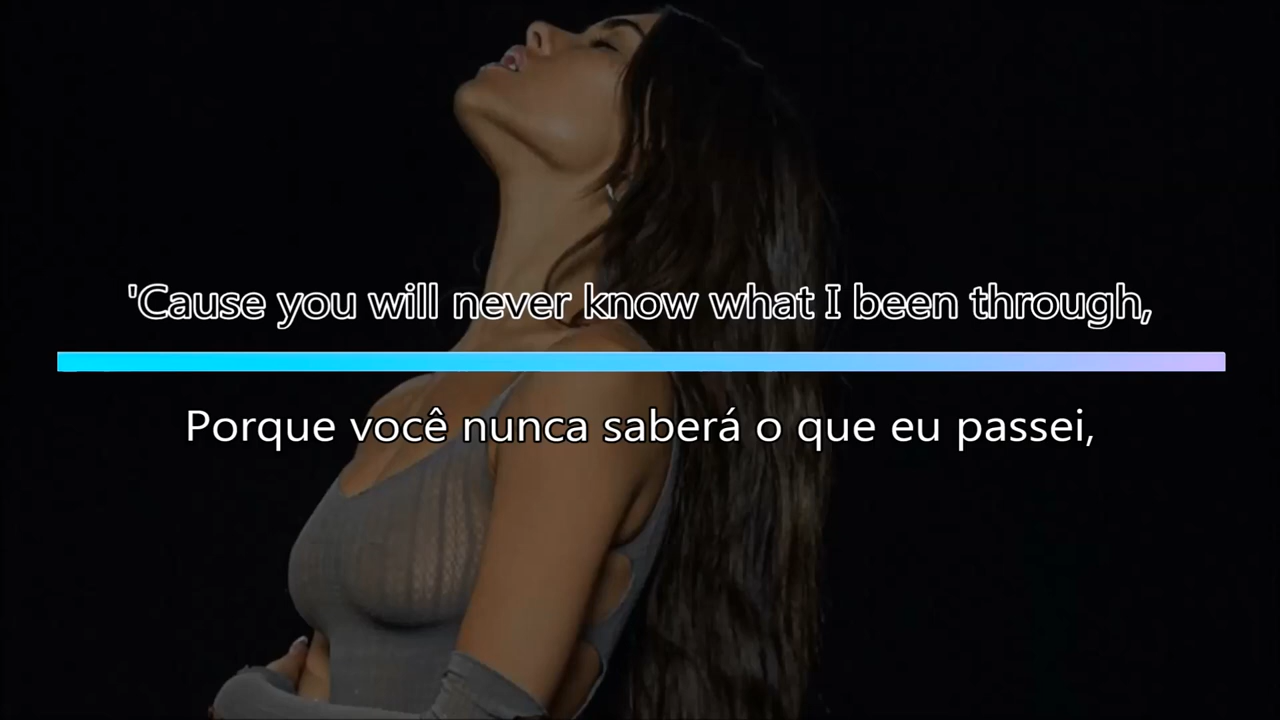 'Cause you will never know what I been through,
Porque você nunca saberá o que eu passei,